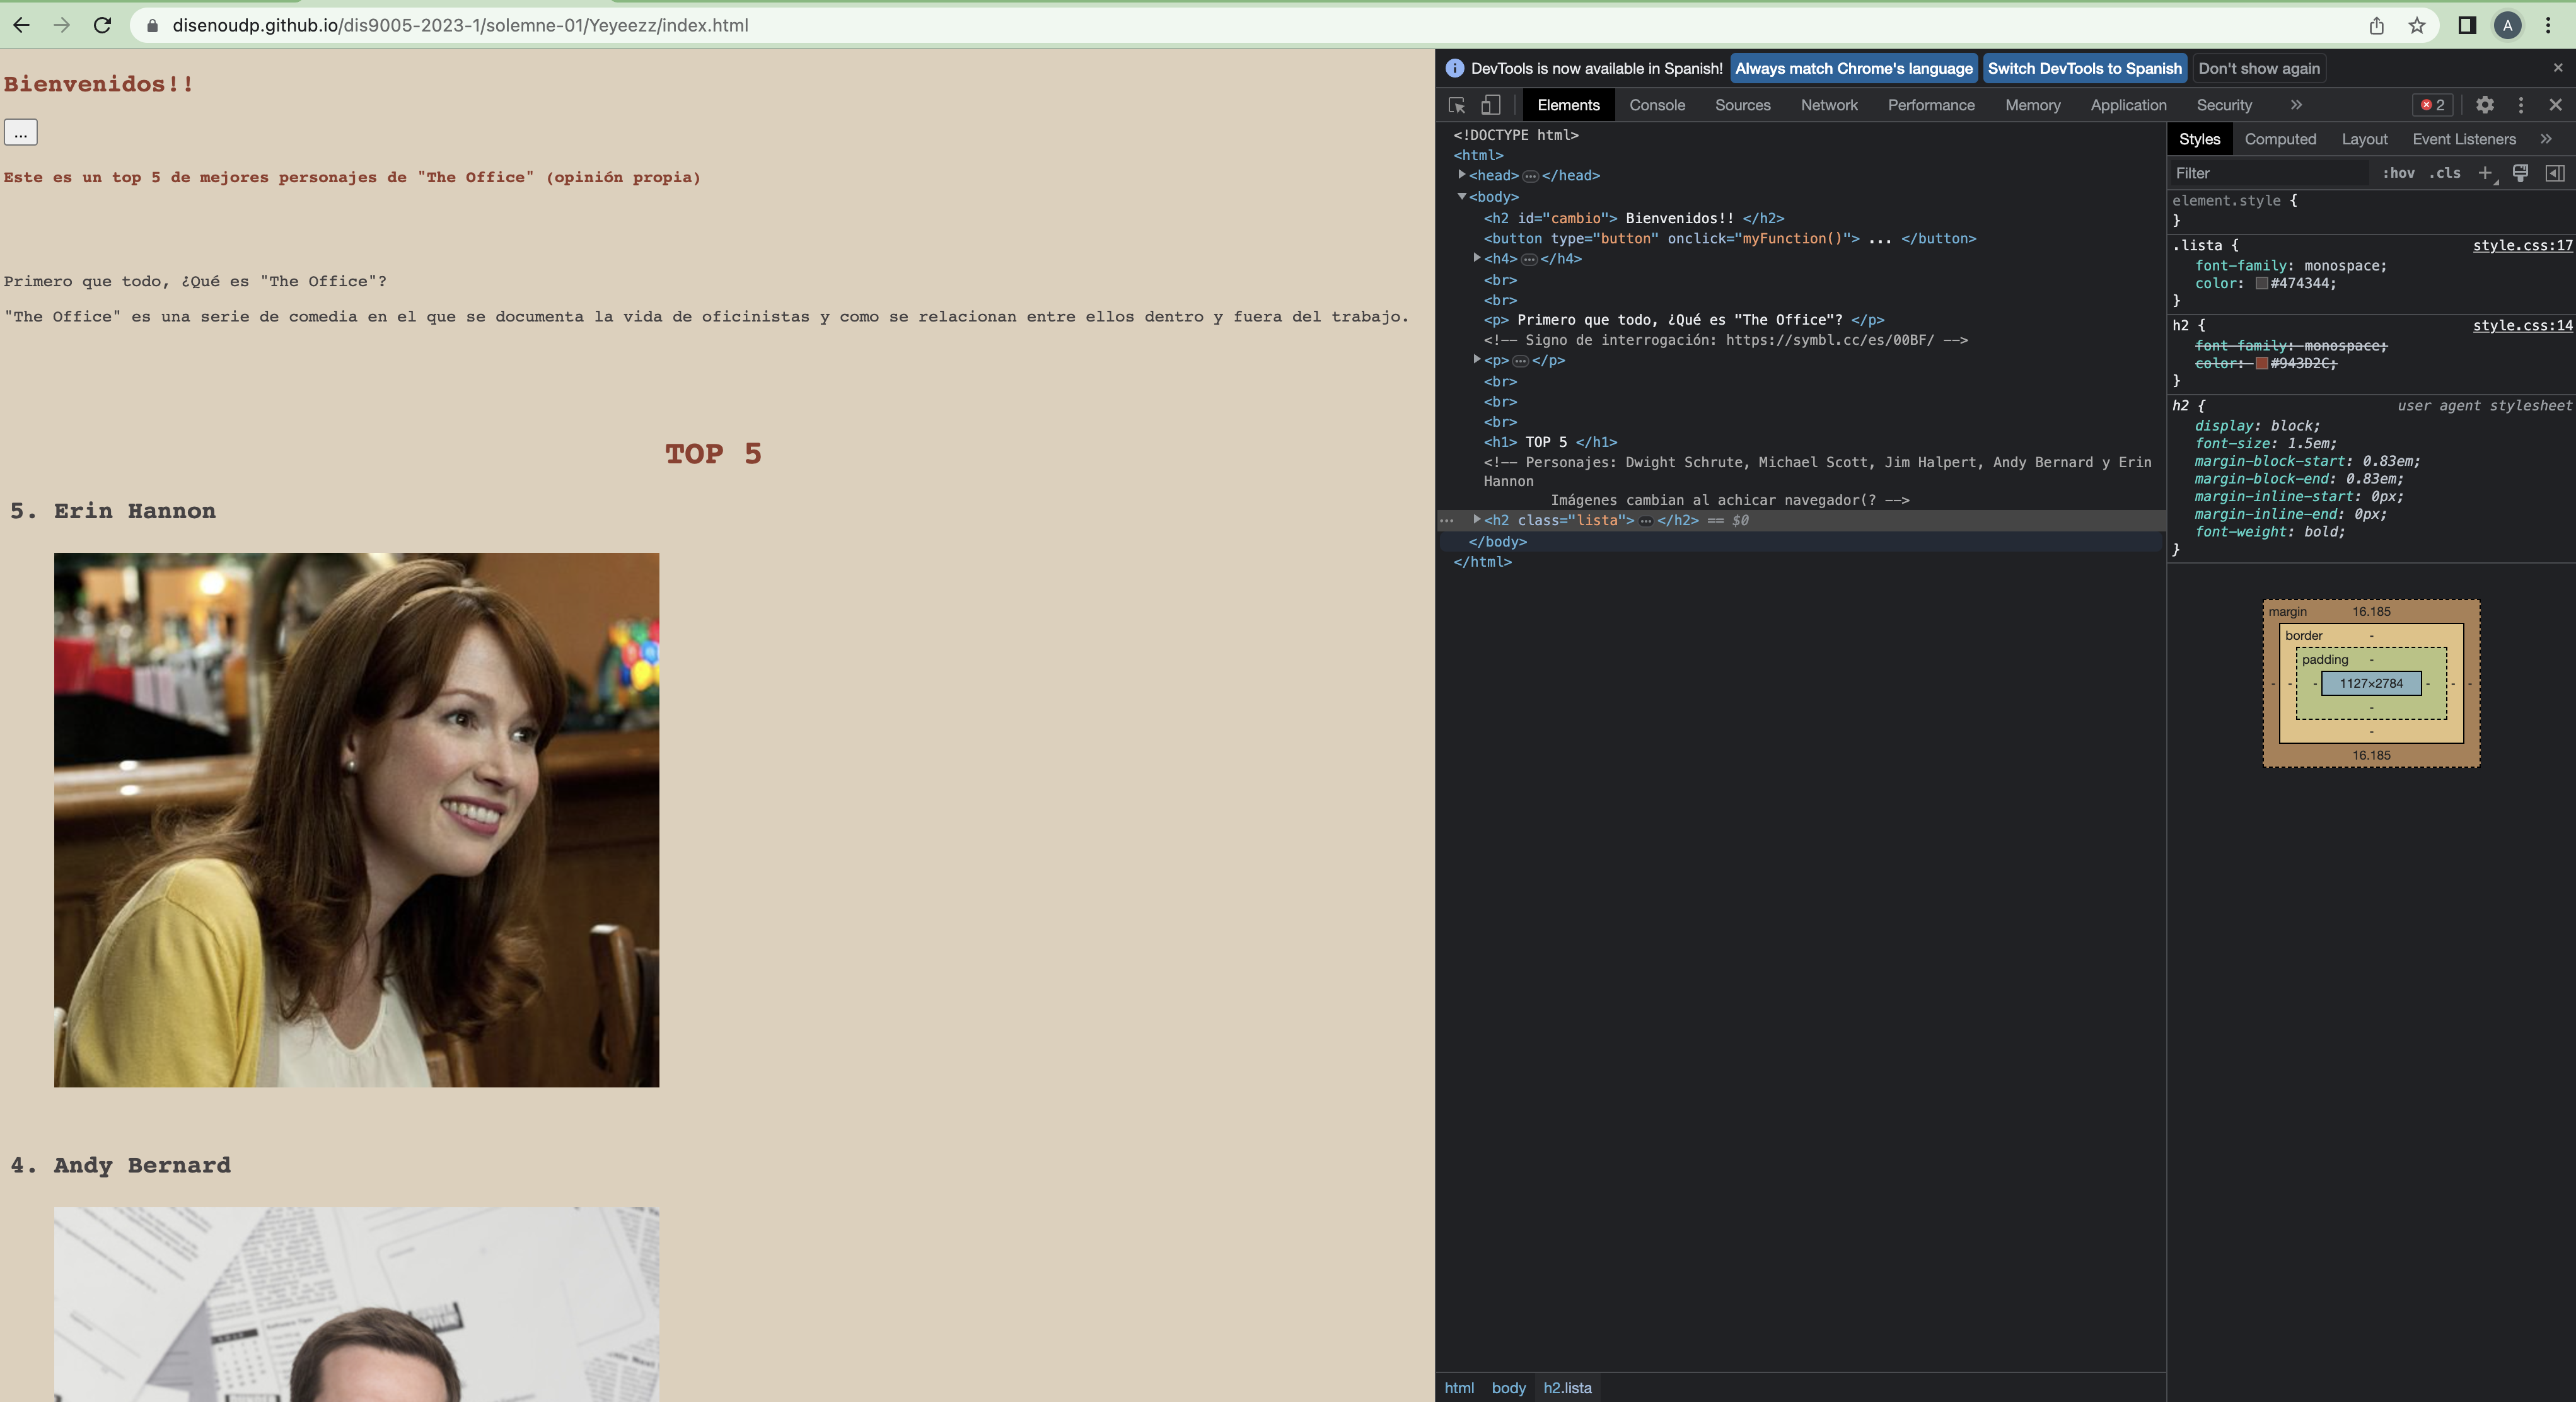 disenoudp.github.io/dis9005-2023-1/solemne-01/Yeyeezz/index.html
A
Bienvenidos!!
...
Este es un top 5 de mejores personajes de "The Office" (opinión propia)
Primero que todo, ¿Qué es "The Office"?
"The Office" es una serie de comedia en el que se documenta la vida de oficinistas y como se relacionan entre ellos dentro y fuera del trabajo.
TOP 5
5. Erin Hannon
4. Andy Bernard
DevTools is now available in Spanish! Always match Chrome's language Switch DevTools to Spanish Don't show again
Elements Console Sources Network Performance Memory Application Security » 2
<!DOCTYPE html>
<html>
<head> ... </head>
<body>
<h2 id="cambio"> Bienvenidos!! </h2>
<button type="button" onclick="myFunction()"> ... </button>
<h4> ... </h4>
<br>
<br>
<p> Primero que todo, ¿Qué es "The Office"? </p>
<!-- Signo de interrogación: https://symbl.cc/es/00BF/ -->
<p> ... </p>
<br>
<br>
<br>
<h1> TOP 5 </h1>
<!-- Personajes: Dwight Schrute, Michael Scott, Jim Halpert, Andy Bernard y Erin
Hannon
Imágenes cambian al achicar navegador(? -->
... <h2 class="lista"> ... </h2> == $0
</body>
</html>
html body h2.lista
Styles Computed Layout Event Listeners »
Filter :hov .cls +
element.style {
}
.lista { style.css:17
font-family: monospace;
color: #474344;
}
h2 { style.css:14
font-family: monospace;
color: #943D2C;
}
h2 { user agent stylesheet
display: block;
font-size: 1.5em;
margin-block-start: 0.83em;
margin-block-end: 0.83em;
margin-inline-start: 0px;
margin-inline-end: 0px;
font-weight: bold;
}
margin 16.185
border -
padding -
- - - 1127×2784 - - -
-
-
16.185